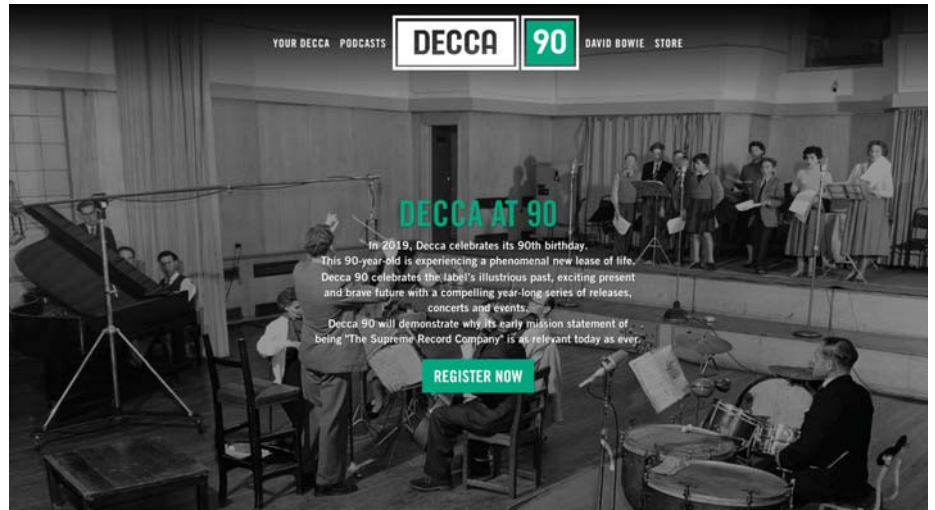 YOUR DECCA PODCASTS DECCA 90 DAVID BOWIE STORE
DECCA AT 90
In 2019, Decca celebrates its 90th birthday.
This 90-year-old is experiencing a phenomenal new lease of life.
Decca 90 celebrates the label's illustrious past, exciting present
and brave future with a compelling year-long series of releases,
concerts and events.
Decca 90 will demonstrate why its early mission statement of
being "The Supreme Record Company" is as relevant today as ever.
REGISTER NOW